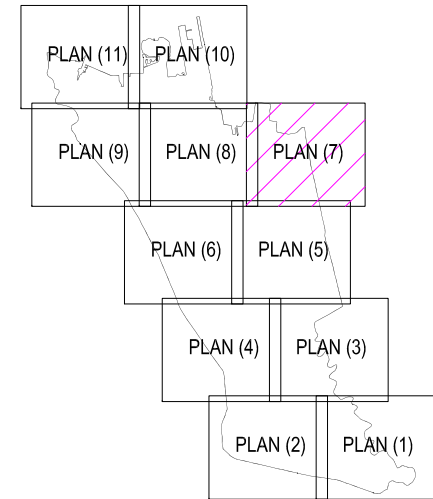 PLAN (11)
PLAN (10)
PLAN (9)
PLAN (8)
PLAN (7)
PLAN (6)
PLAN (5)
PLAN (4)
PLAN (3)
PLAN (2)
PLAN (1)